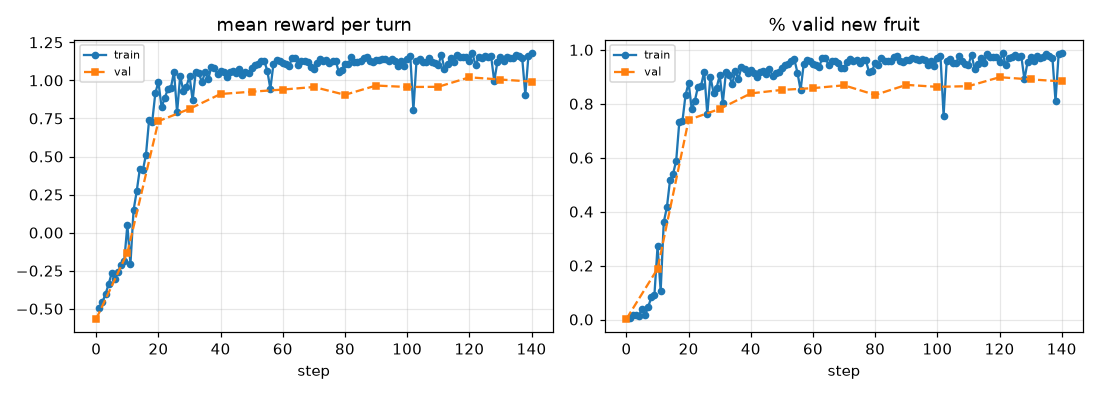 mean reward per turn
train
val
1.25
1.00
0.75
0.50
0.25
0.00
−0.25
−0.50
0 20 40 60 80 100 120 140
step
% valid new fruit
train
val
1.0
0.8
0.6
0.4
0.2
0.0
0 20 40 60 80 100 120 140
step